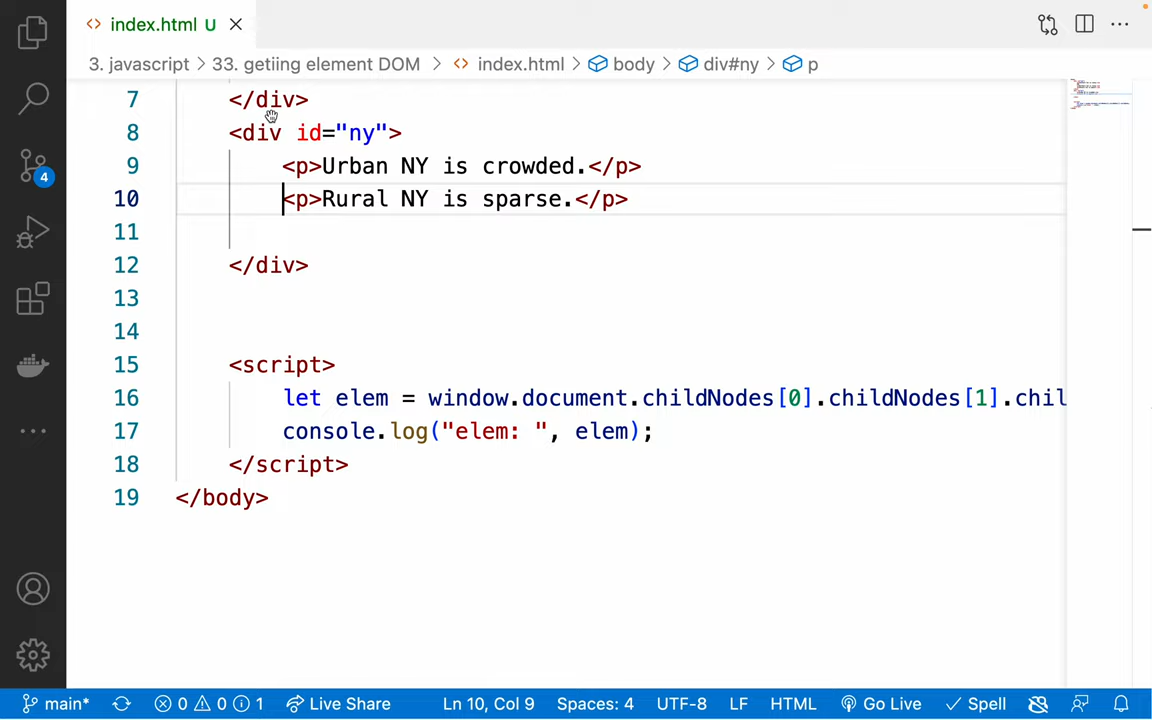 index.html U
3. javascript > 33. getiing element DOM > index.html > body > div#ny > p
7 </div>
8 <div id="ny">
9 <p>Urban NY is crowded.</p>
10 <p>Rural NY is sparse.</p>
11
12 </div>
13
14
15 <script>
16 let elem = window.document.childNodes[0].childNodes[1].chil
17 console.log("elem: ", elem);
18 </script>
19 </body>
4
main* 0 0 1 Live Share Ln 10, Col 9 Spaces: 4 UTF-8 LF HTML Go Live Spell